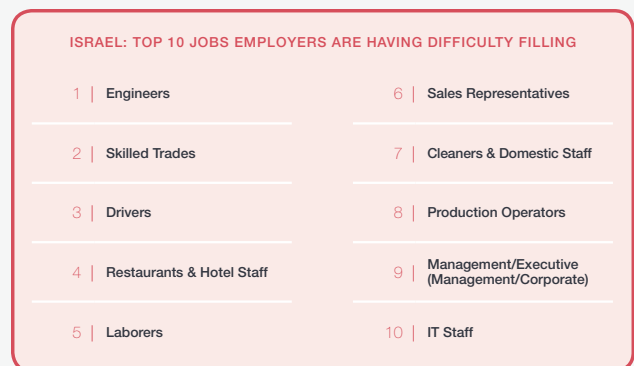 ISRAEL: TOP 10 JOBS EMPLOYERS ARE HAVING DIFFICULTY FILLING
1 | Engineers
2 | Skilled Trades
3 | Drivers
4 | Restaurants & Hotel Staff
5 | Laborers
6 | Sales Representatives
7 | Cleaners & Domestic Staff
8 | Production Operators
9 | Management/Executive
(Management/Corporate)
10 | IT Staff